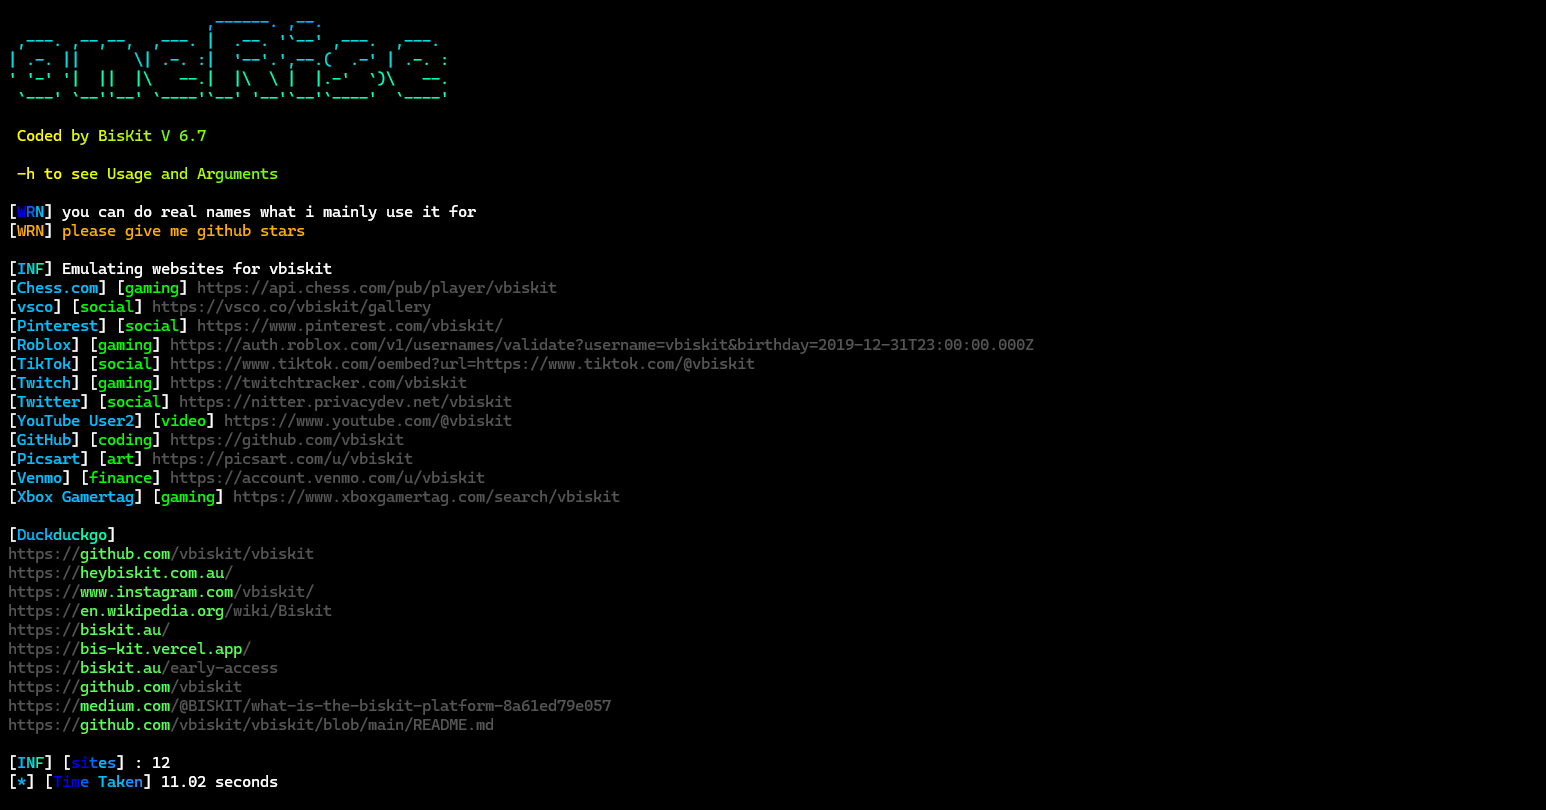 oneRise
Coded by BisKit V 6.7
-h to see Usage and Arguments
[WRN] you can do real names what i mainly use it for
[WRN] please give me github stars
[INF] Emulating websites for vbiskit
[Chess.com] [gaming] https://api.chess.com/pub/player/vbiskit
[vsco] [social] https://vsco.co/vbiskit/gallery
[Pinterest] [social] https://www.pinterest.com/vbiskit/
[Roblox] [gaming] https://auth.roblox.com/v1/usernames/validate?username=vbiskit&birthday=2019-12-31T23:00:00.000Z
[TikTok] [social] https://www.tiktok.com/oembed?url=https://www.tiktok.com/@vbiskit
[Twitch] [gaming] https://twitchtracker.com/vbiskit
[Twitter] [social] https://nitter.privacydev.net/vbiskit
[YouTube User2] [video] https://www.youtube.com/@vbiskit
[GitHub] [coding] https://github.com/vbiskit
[Picsart] [art] https://picsart.com/u/vbiskit
[Venmo] [finance] https://account.venmo.com/u/vbiskit
[Xbox Gamertag] [gaming] https://www.xboxgamertag.com/search/vbiskit
[Duckduckgo]
https://github.com/vbiskit/vbiskit
https://heybiskit.com.au/
https://www.instagram.com/vbiskit/
https://en.wikipedia.org/wiki/Biskit
https://biskit.au/
https://bis-kit.vercel.app/
https://biskit.au/early-access
https://github.com/vbiskit
https://medium.com/@BISKIT/what-is-the-biskit-platform-8a61ed79e057
https://github.com/vbiskit/vbiskit/blob/main/README.md
[INF] [sites] : 12
[*] [Time Taken] 11.02 seconds